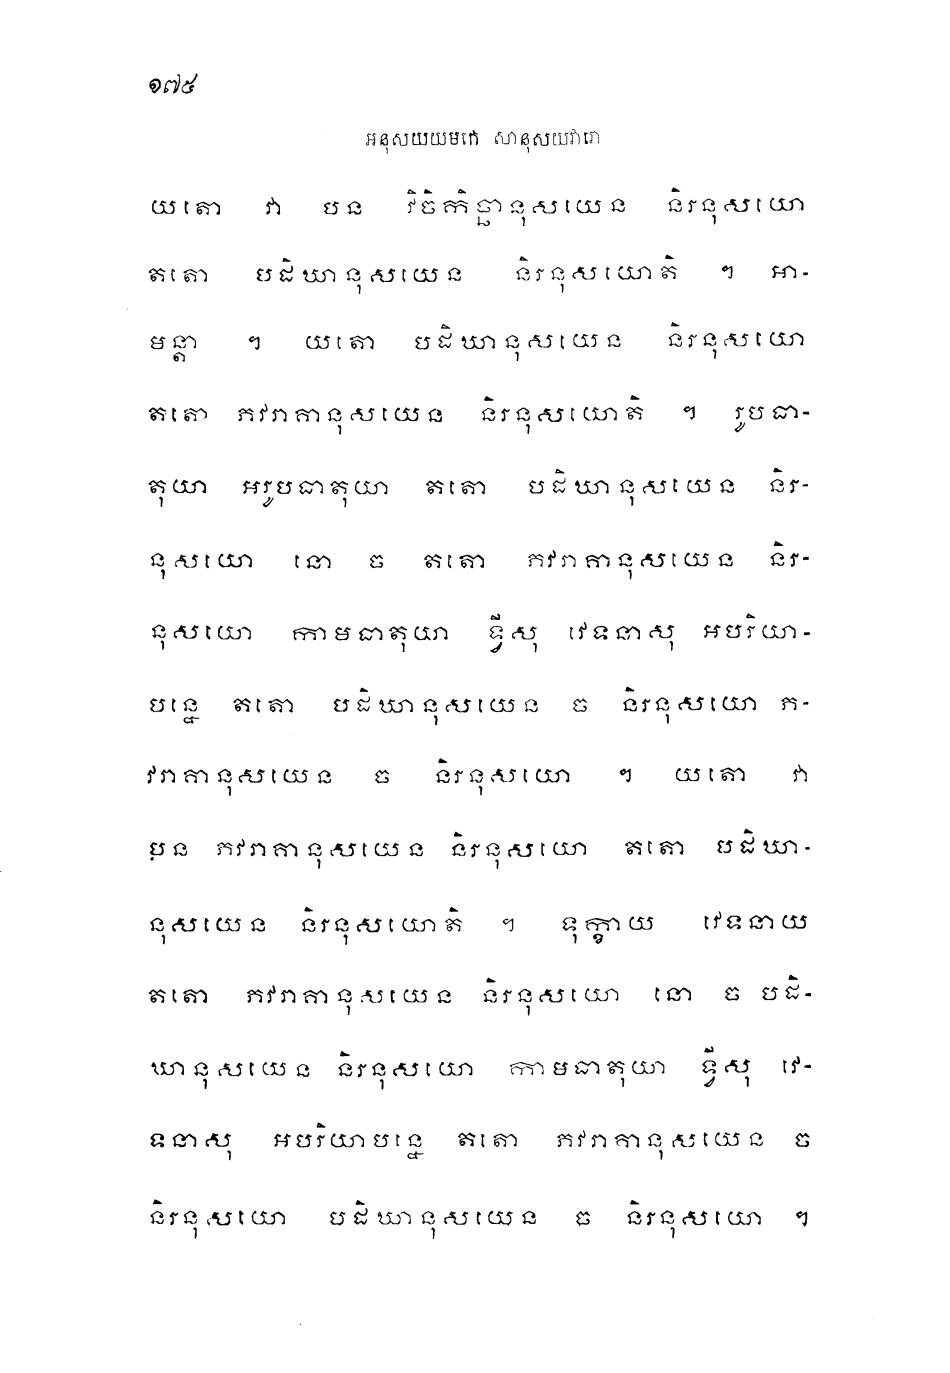 ១៧៥
អនុសយយមកេ សានុសយវារោ
យតោ វា បន វិចិកិច្ឆានុសយេន និរនុសយោ
តតោ បដិឃានុសយេន និរនុសយោតិ ។ អា-
មន្តា ។ យតោ បដិឃានុសយេន និរនុសយោ
តតោ ភវរាគានុសយេន និរនុសយោតិ ។ រូបធា-
តុយា អរូបធាតុយា តតោ បដិឃានុសយេន និរ-
នុសយោ នោ ច តតោ ភវរាគានុសយេន និរ-
នុសយោ កាមធាតុយា ទ្វីសុ វេទនាសុ អបរិយា-
បន្នេ តតោ បដិឃានុសយេន ច និរនុសយោ ភ-
វរាគានុសយេន ច និរនុសយោ ។ យតោ វា
បន ភវរាគានុសយេន និរនុសយោ តតោ បដិឃា-
នុសយេន និរនុសយោតិ ។ ទុក្ខាយ វេទនាយ
តតោ ភវរាគានុសយេន និរនុសយោ នោ ច បដិ-
ឃានុសយេន និរនុសយោ កាមធាតុយា ទ្វីសុ វេ-
ទនាសុ អបរិយាបន្នេ តតោ ភវរាគានុសយេន ច
និរនុសយោ បដិឃានុសយេន ច និរនុសយោ ។